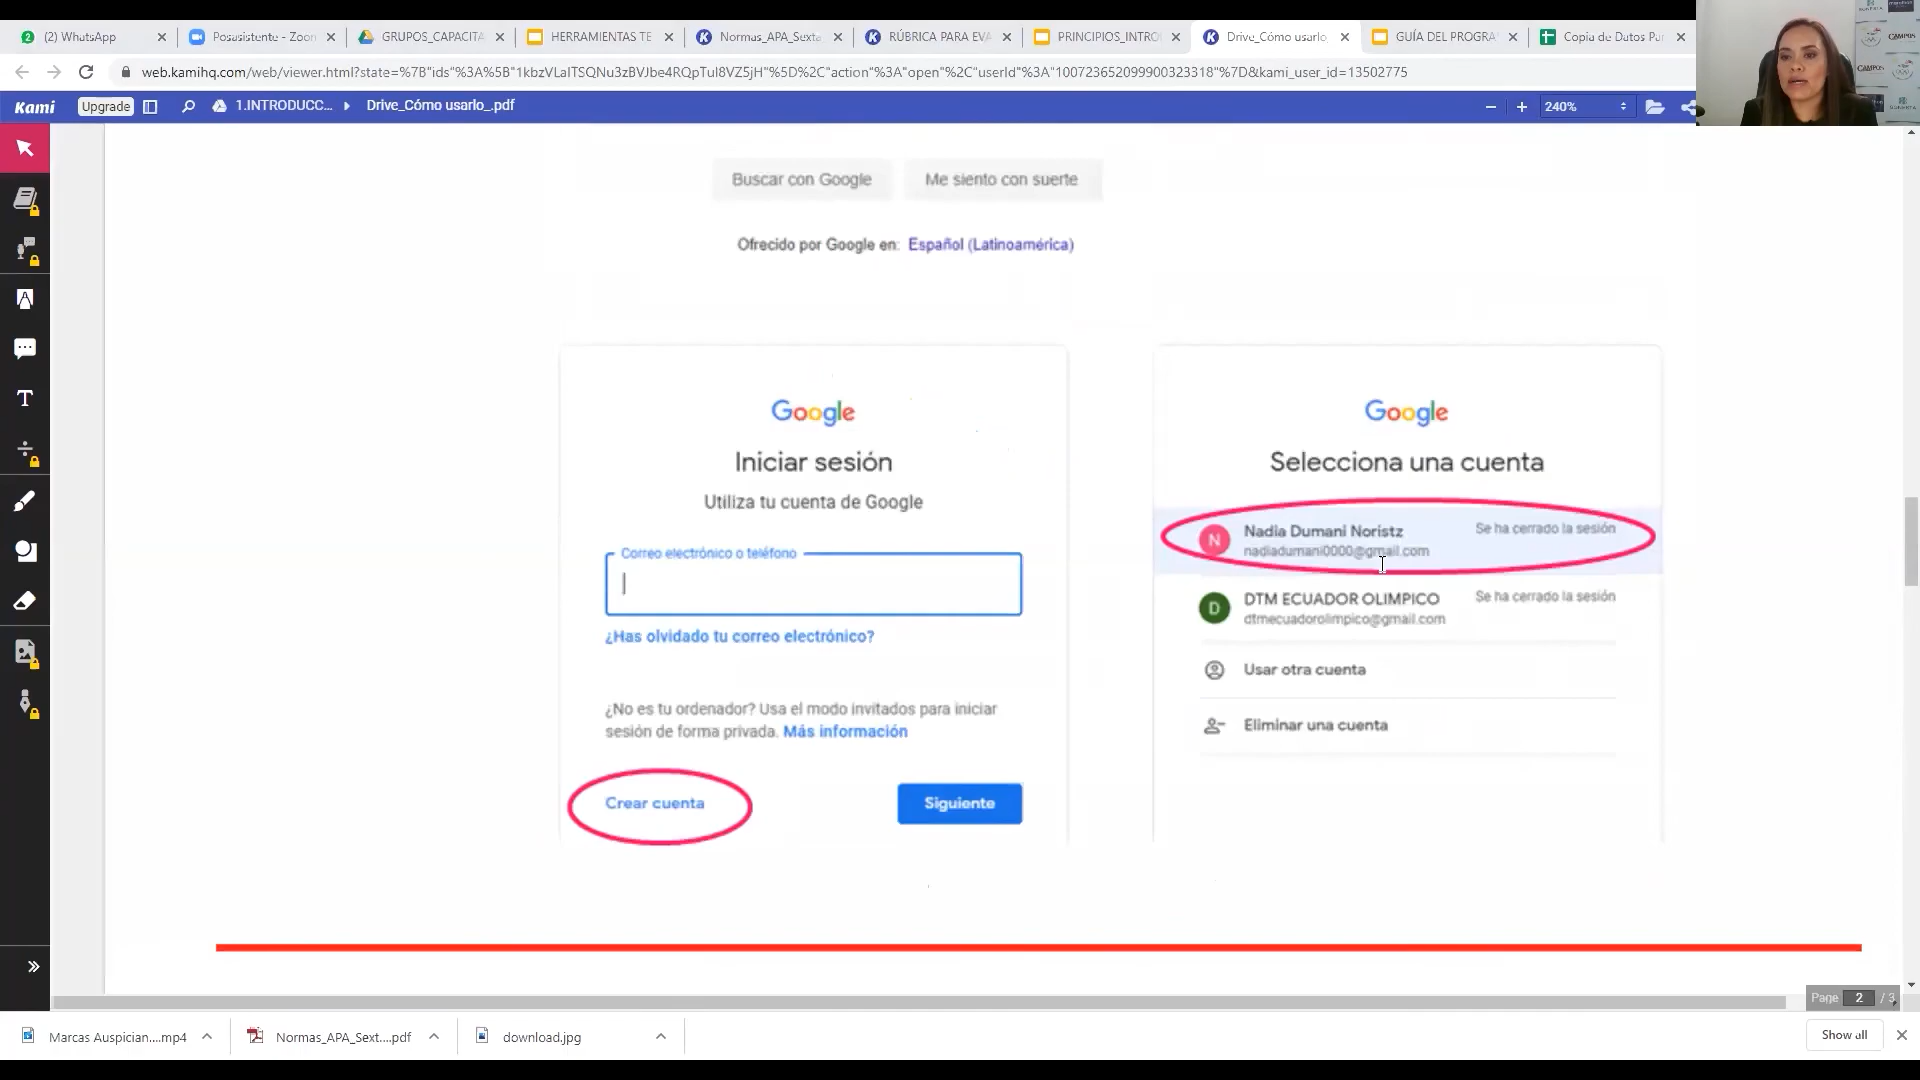 (2) WhatsApp
Posasistente - Zoom
GRUPOS_CAPACITA
HERRAMIENTAS TE
Normas_APA_Sexta
RÚBRICA PARA EVA
PRINCIPIOS_INTRO
Drive_Cómo usarlo_
GUÍA DEL PROGRA
Copia de Datos Pu
web.kamihq.com/web/viewer.html?state=%7B"ids"%3A%5B"1kbzVLaITSQNu3zBVJbe4RQpTul8VZ5jH"%5D%2C"action"%3A"open"%2C"userId"%3A"100723652099900323318"%7D&kami_user_id=13502775
Kami
Upgrade
1.INTRODUCC...
Drive_Cómo usarlo_.pdf
240%
Buscar con Google
Me siento con suerte
Ofrecido por Google en: Español (Latinoamérica)
Google
Iniciar sesión
Utiliza tu cuenta de Google
Correo electrónico o teléfono
¿Has olvidado tu correo electrónico?
¿No es tu ordenador? Usa el modo invitados para iniciar
sesión de forma privada. Más información
Crear cuenta
Siguiente
Google
Selecciona una cuenta
N
Nadia Dumani Noristz
Se ha cerrado la sesión
nadiadumani0000@gmail.com
D
DTM ECUADOR OLIMPICO
Se ha cerrado la sesión
dtmecuadorolimpico@gmail.com
Usar otra cuenta
Eliminar una cuenta
Page 2 / 3
Marcas Auspician....mp4
Normas_APA_Sext....pdf
download.jpg
Show all